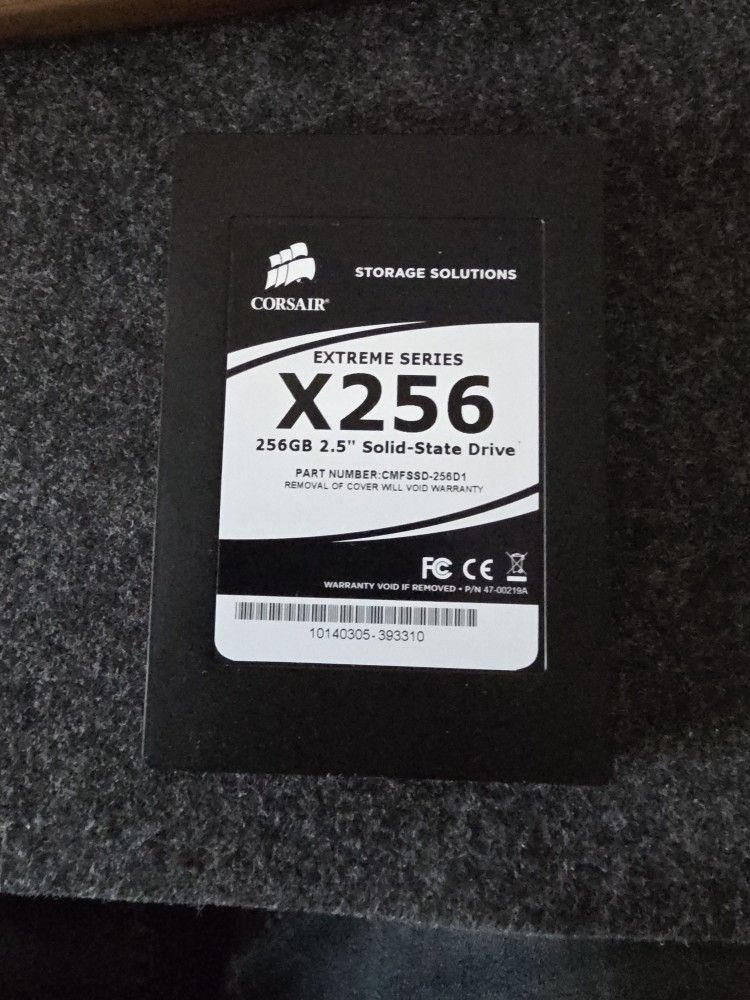 STORAGE SOLUTIONS
CORSAIR®
EXTREME SERIES
X256
256GB 2.5" Solid-State Drive
PART NUMBER:CMFSSD-256D1
REMOVAL OF COVER WILL VOID WARRANTY
FC CE
WARRANTY VOID IF REMOVED • P/N 47-00219A
10140305-393310